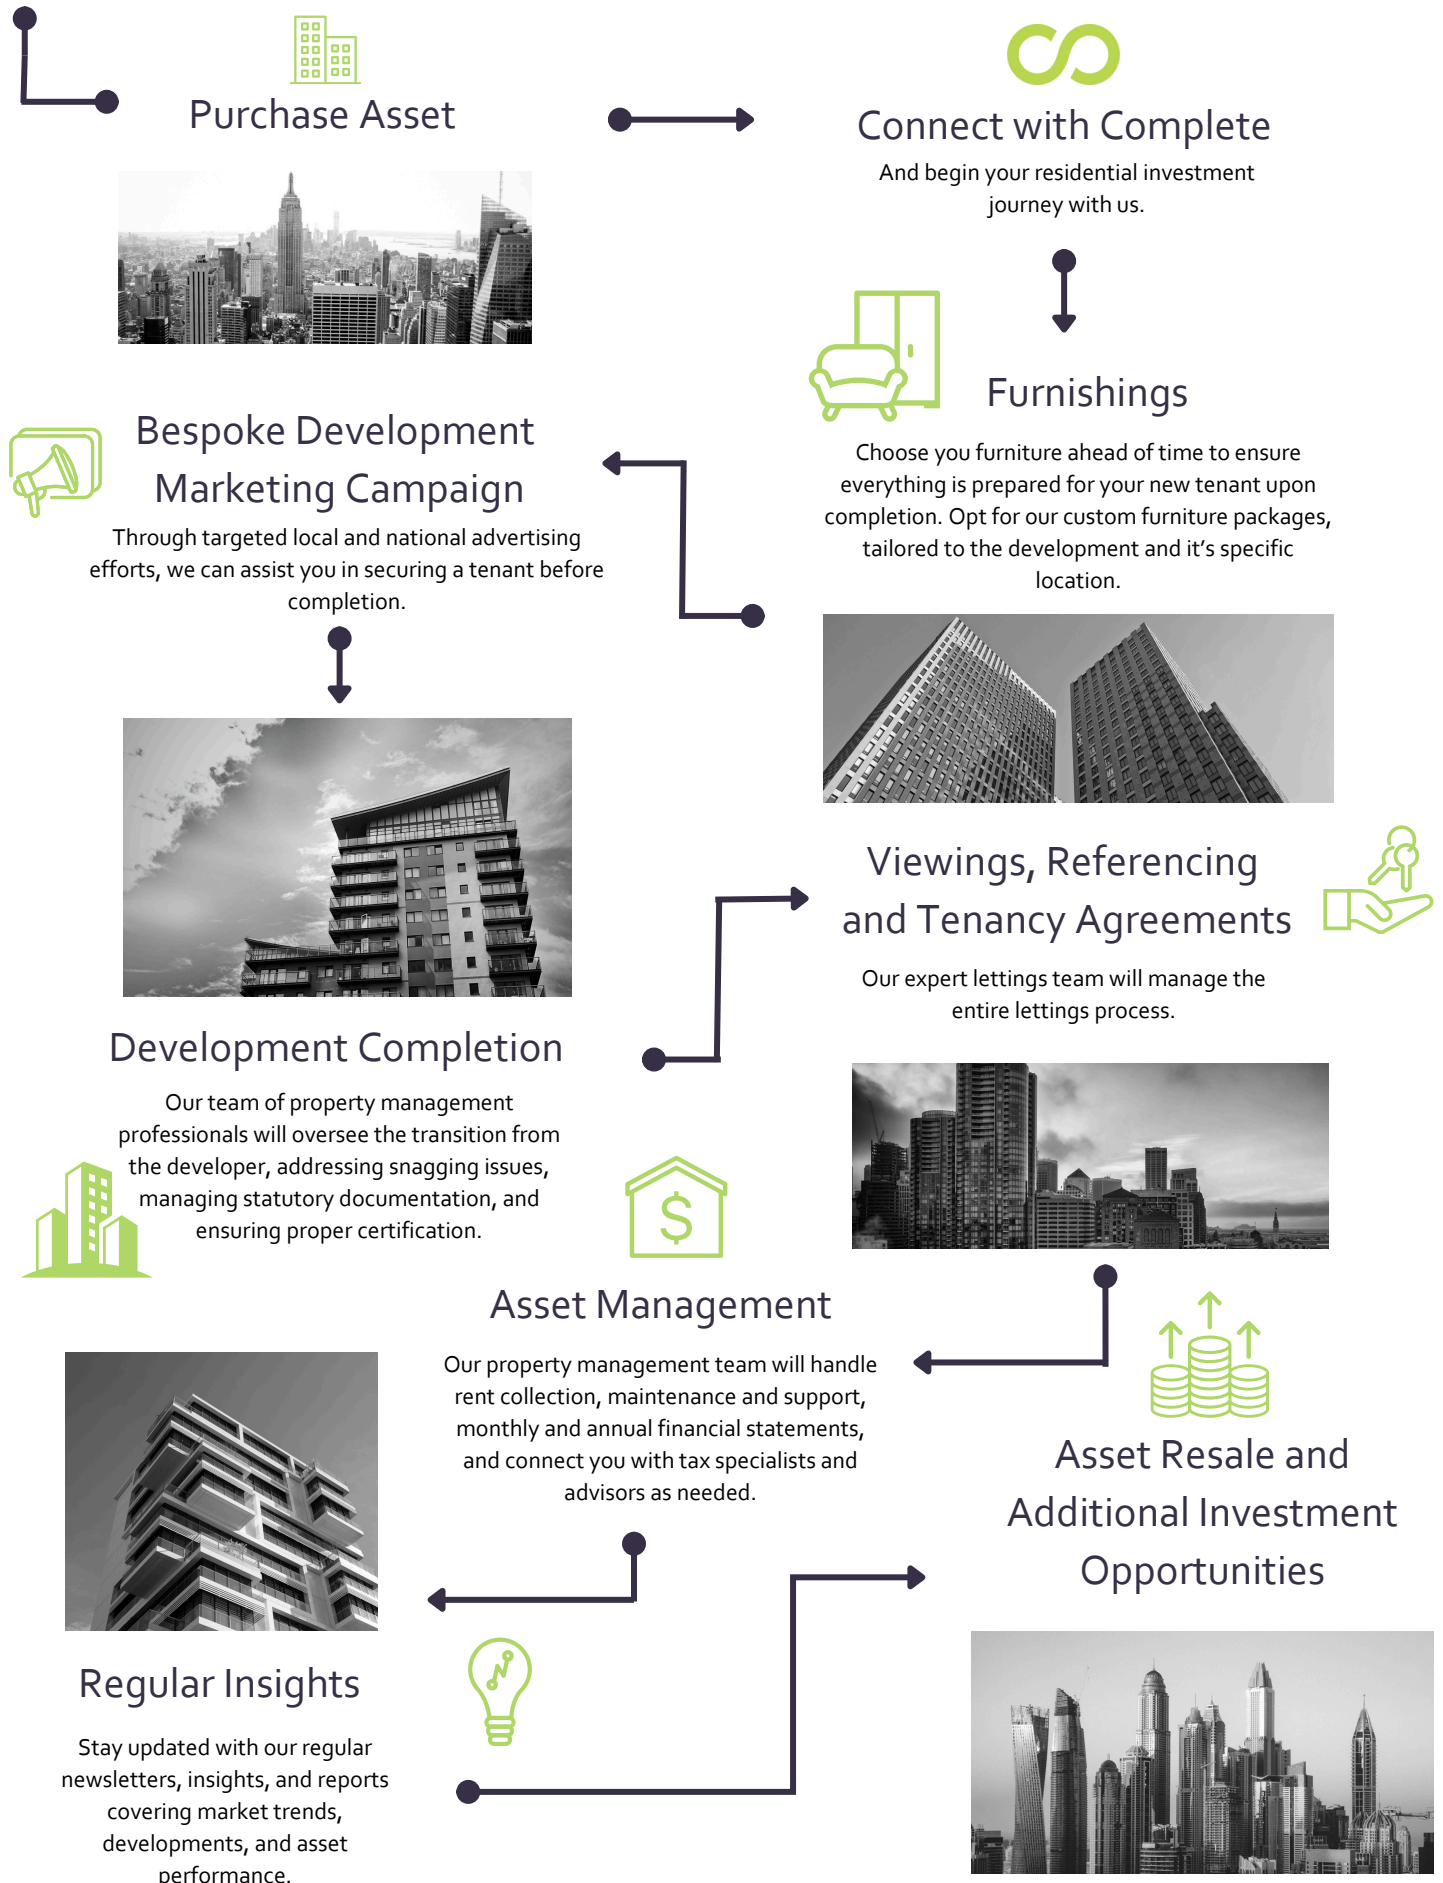 Purchase Asset
Connect with Complete
And begin your residential investment
journey with us.
Furnishings
Choose you furniture ahead of time to ensure
everything is prepared for your new tenant upon
completion. Opt for our custom furniture packages,
tailored to the development and it’s specific
location.
Bespoke Development
Marketing Campaign
Through targeted local and national advertising
efforts, we can assist you in securing a tenant before
completion.
Development Completion
Our team of property management
professionals will oversee the transition from
the developer, addressing snagging issues,
managing statutory documentation, and
ensuring proper certification.
Viewings, Referencing
and Tenancy Agreements
Our expert lettings team will manage the
entire lettings process.
$
Asset Management
Our property management team will handle
rent collection, maintenance and support,
monthly and annual financial statements,
and connect you with tax specialists and
advisors as needed.
Regular Insights
Stay updated with our regular
newsletters, insights, and reports
covering market trends,
developments, and asset
performance.
Asset Resale and
Additional Investment
Opportunities